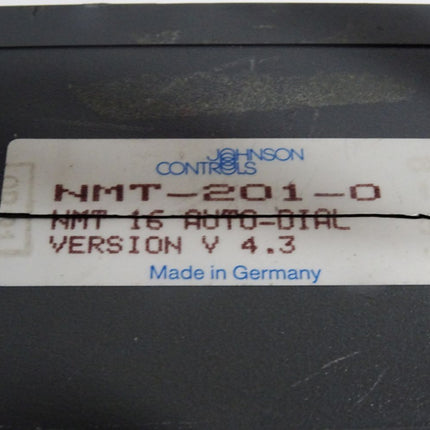 JOHNSON
CONTROLS
NMT-201-0
NMT 16 AUTO-DIAL
VERSION V 4.3
Made in Germany